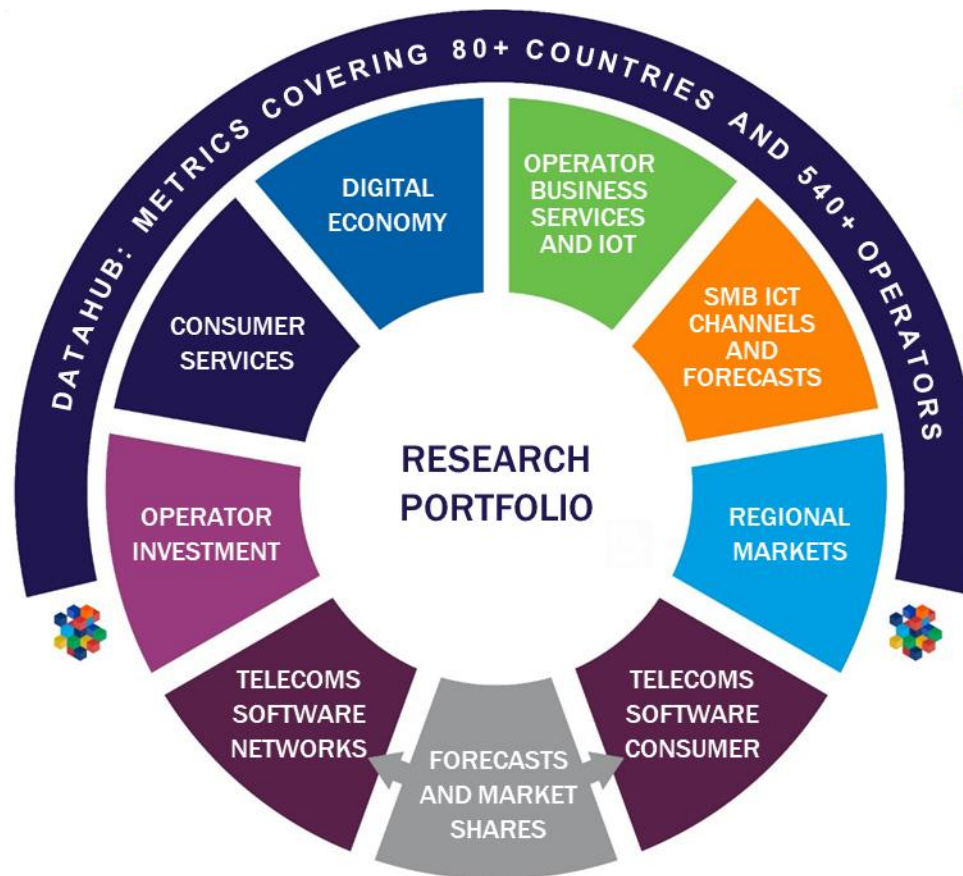 DATAHUB: METRICS COVERING 80+ COUNTRIES AND 540+ OPERATORS
DIGITAL
ECONOMY
OPERATOR
BUSINESS
SERVICES
AND IOT
CONSUMER
SERVICES
SMB ICT
CHANNELS
AND
FORECASTS
RESEARCH
PORTFOLIO
OPERATOR
INVESTMENT
REGIONAL
MARKETS
TELECOMS
SOFTWARE
NETWORKS
FORECASTS
AND MARKET
SHARES
TELECOMS
SOFTWARE
CONSUMER